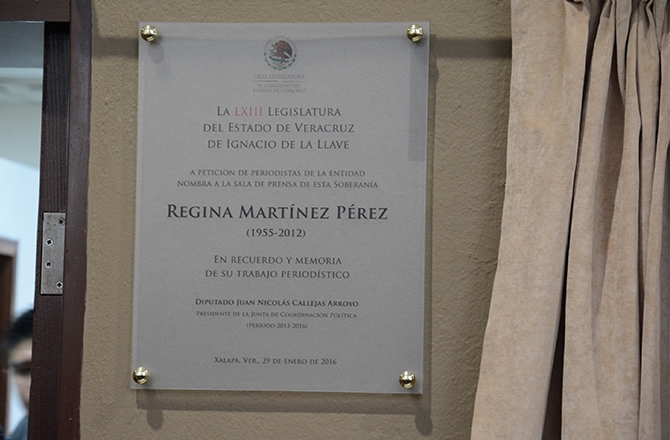 LXIII LEGISLATURA
La LXIII Legislatura
del Estado de Veracruz
de Ignacio de la Llave
a petición de periodistas de la entidad
nombra a la sala de prensa de esta Soberanía
Regina Martínez Pérez
(1955-2012)
En recuerdo y memoria
de su trabajo periodístico
Diputado Juan Nicolás Callejas Arroyo
Presidente de la Junta de Coordinación Política
(Periodo 2013-2016)
Xalapa, Ver., 29 de enero de 2016